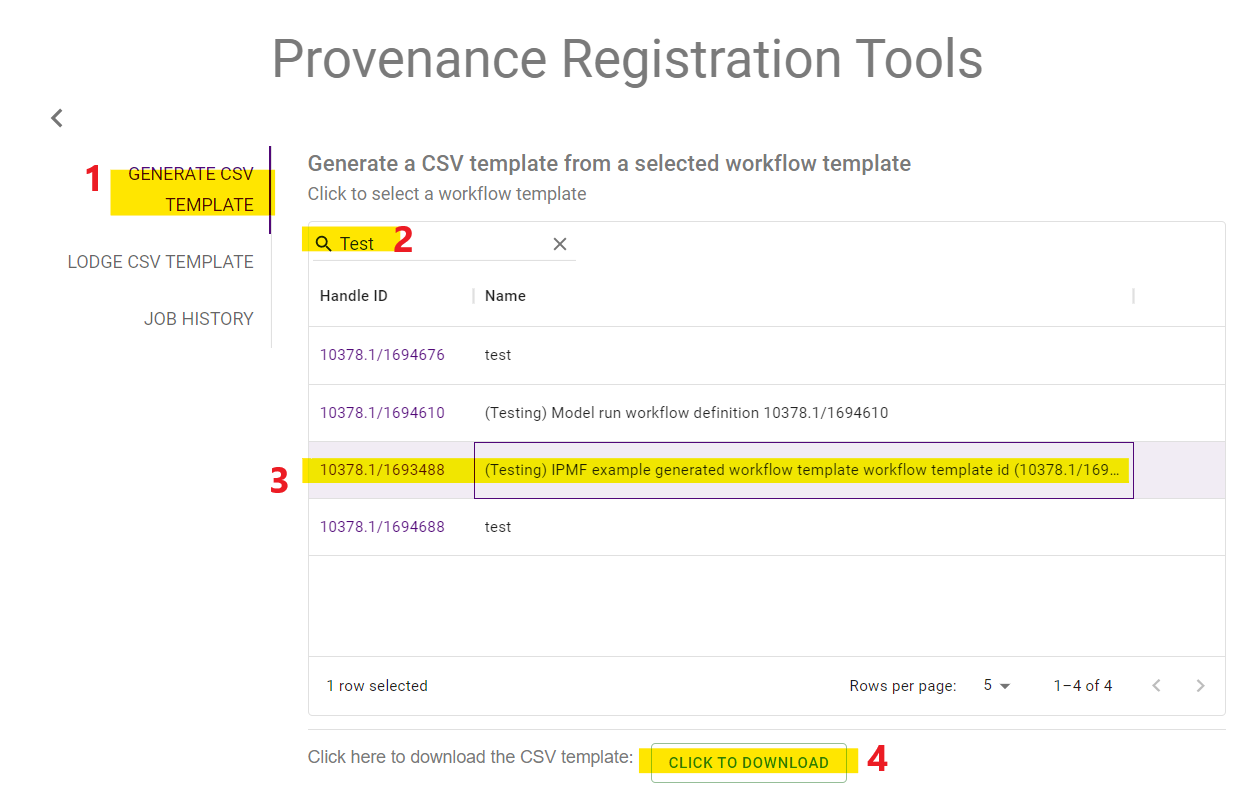 Provenance Registration Tools
1
GENERATE CSV
TEMPLATE
LODGE CSV TEMPLATE
JOB HISTORY
Generate a CSV template from a selected workflow template
Click to select a workflow template
Test
2
Handle ID
Name
10378.1/1694676
test
10378.1/1694610
(Testing) Model run workflow definition 10378.1/1694610
3
10378.1/1693488
(Testing) IPMF example generated workflow template workflow template id (10378.1/169...
10378.1/1694688
test
1 row selected
Rows per page:
5
1–4 of 4
Click here to download the CSV template:
CLICK TO DOWNLOAD
4